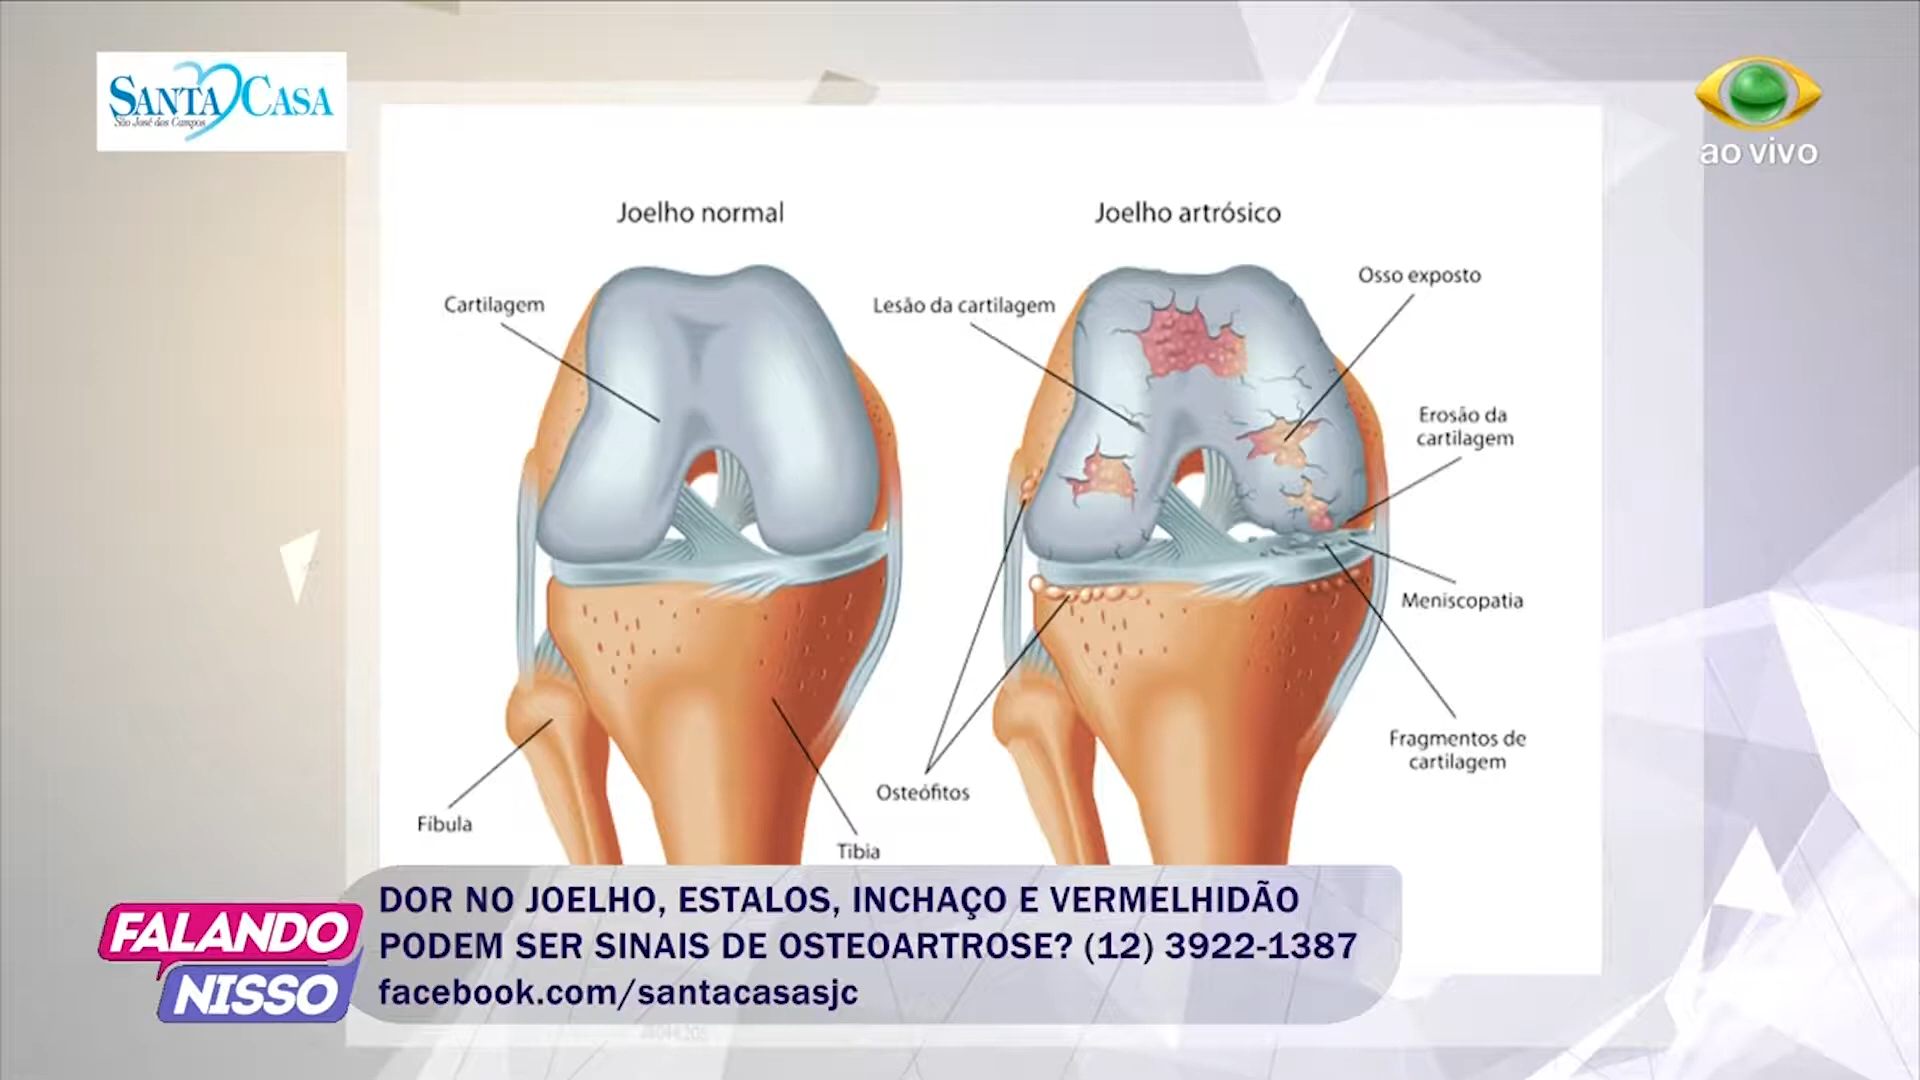 SANTA CASA
São José dos Campos
ao vivo
Joelho normal
Joelho artrósico
Cartilagem
Lesão da cartilagem
Osso exposto
Erosão da
cartilagem
Meniscopatia
Fragmentos de
cartilagem
Osteófitos
Fíbula
Tibia
FALANDO
NISSO
DOR NO JOELHO, ESTALOS, INCHAÇO E VERMELHIDÃO
PODEM SER SINAIS DE OSTEOARTROSE? (12) 3922-1387
facebook.com/santacasasjc